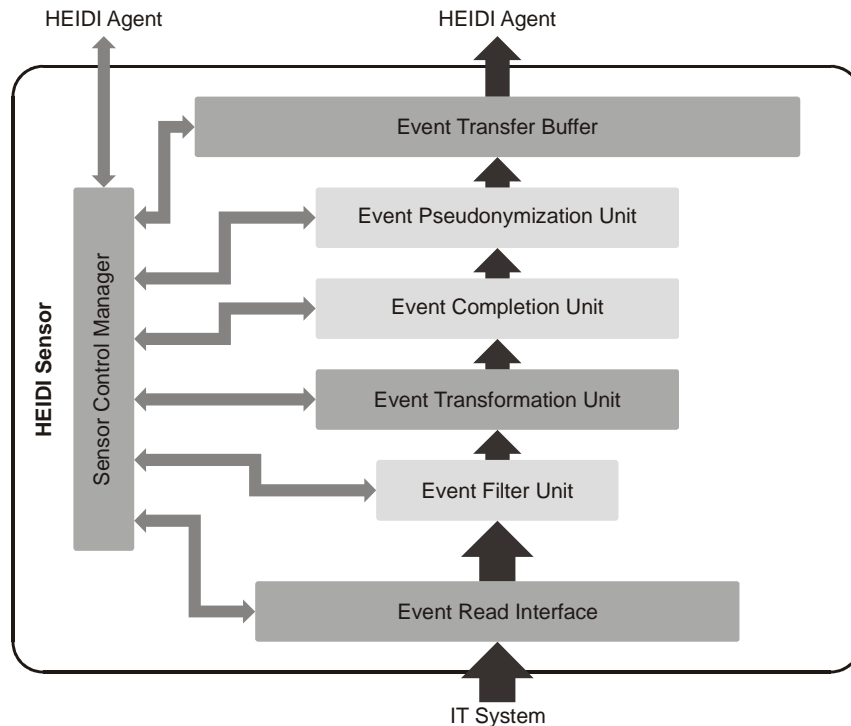 HEIDI Agent
HEIDI Agent
Event Transfer Buffer
Event Pseudonymization Unit
Event Completion Unit
Event Transformation Unit
Event Filter Unit
Event Read Interface
HEIDI Sensor
Sensor Control Manager
IT System